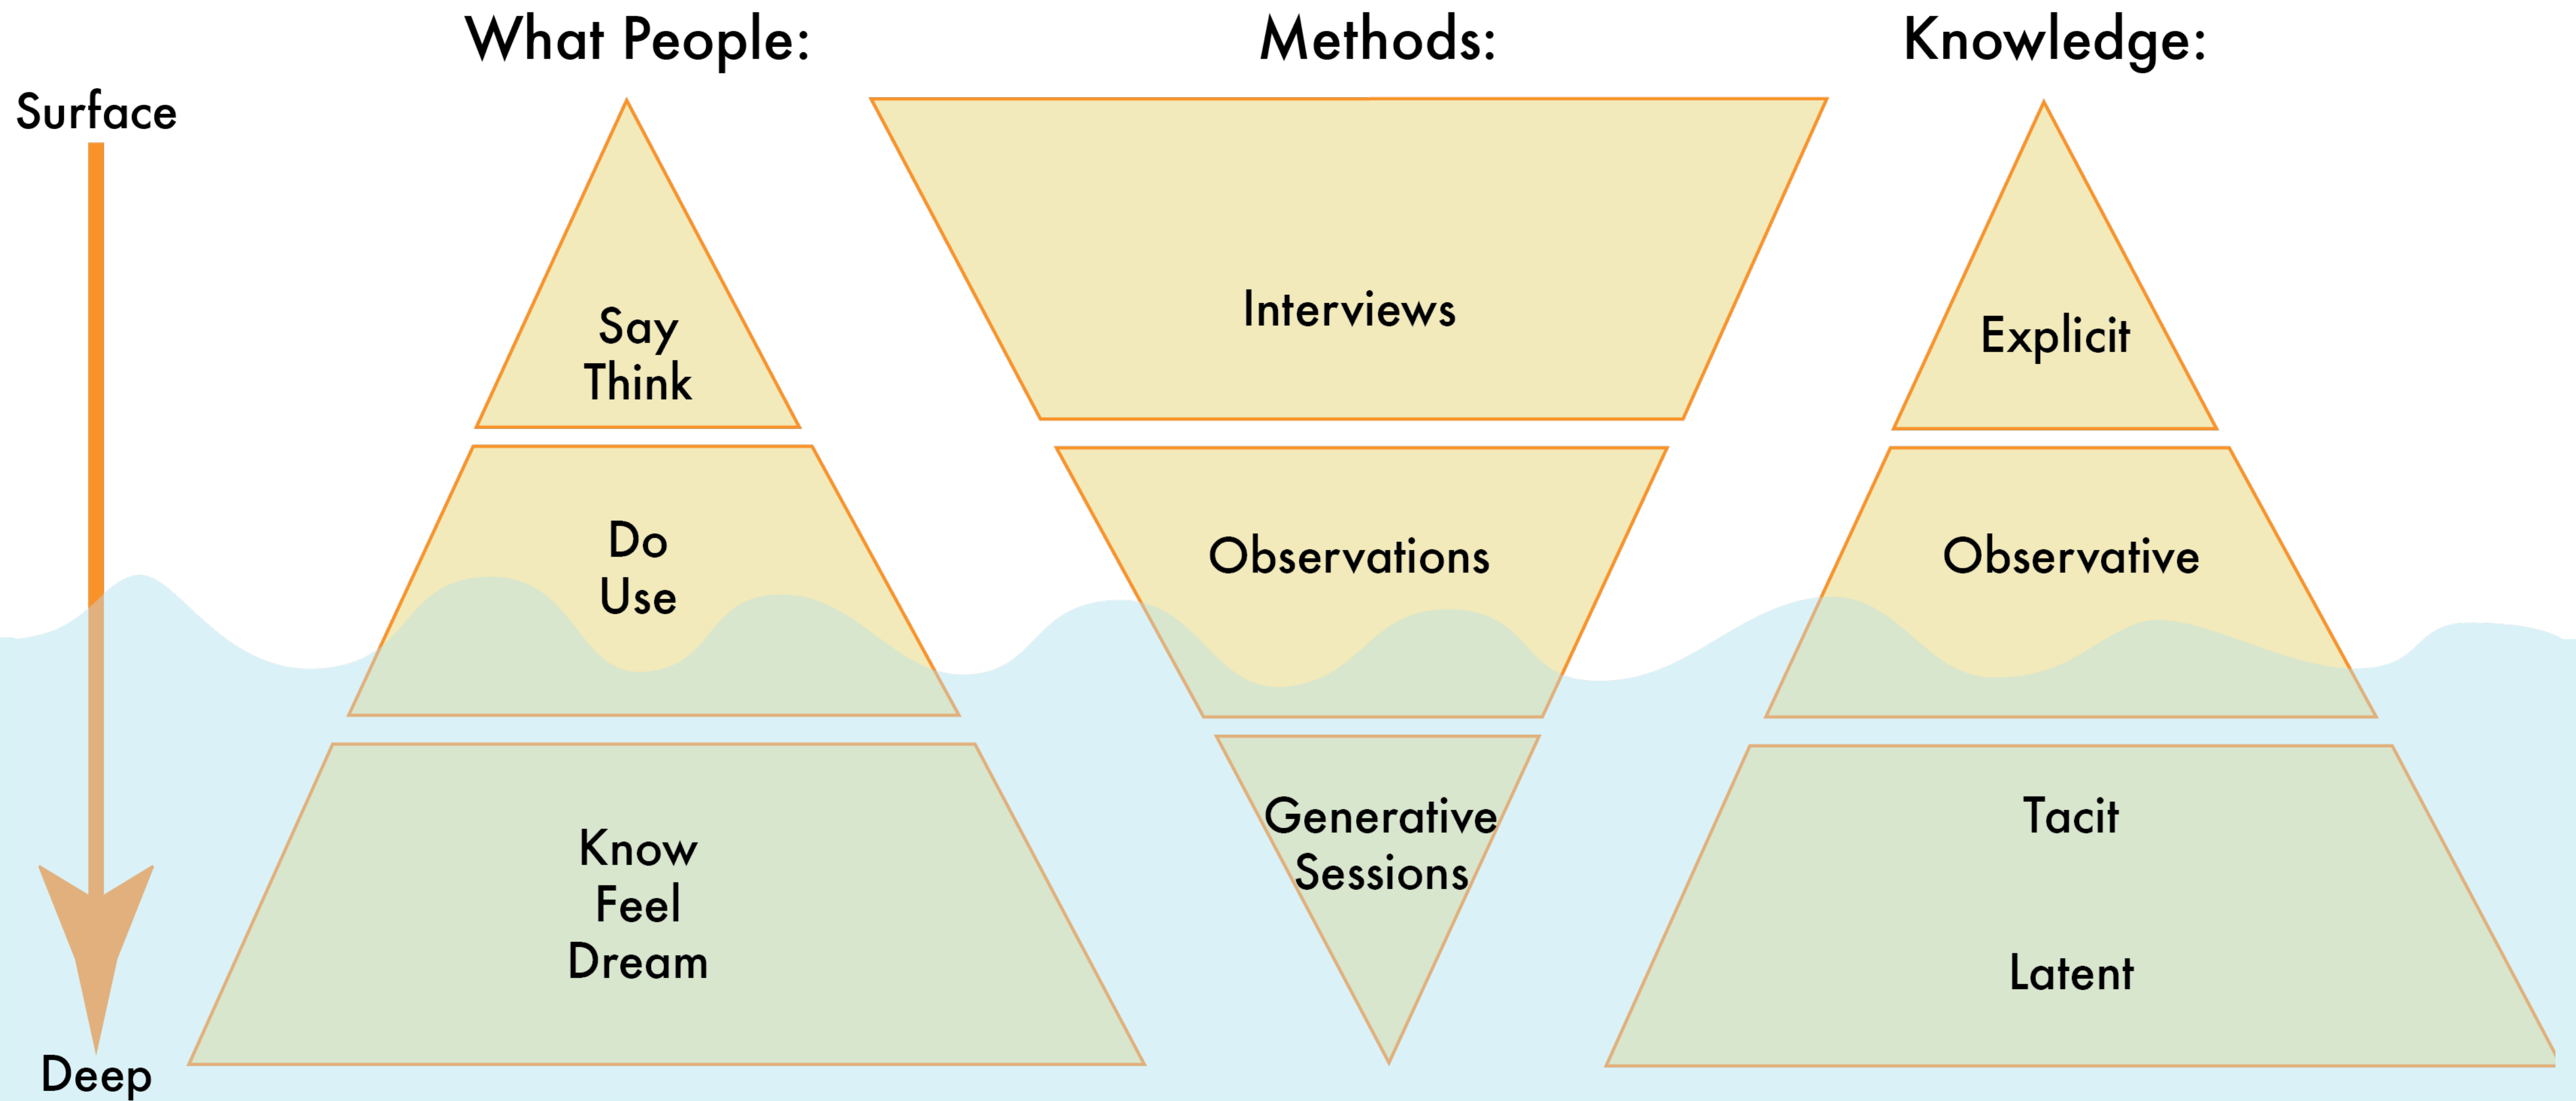 What People:
Methods:
Knowledge:
Surface
Say
Think
Interviews
Explicit
Do
Use
Observations
Observative
Know
Feel
Dream
Generative
Sessions
Tacit
Latent
Deep